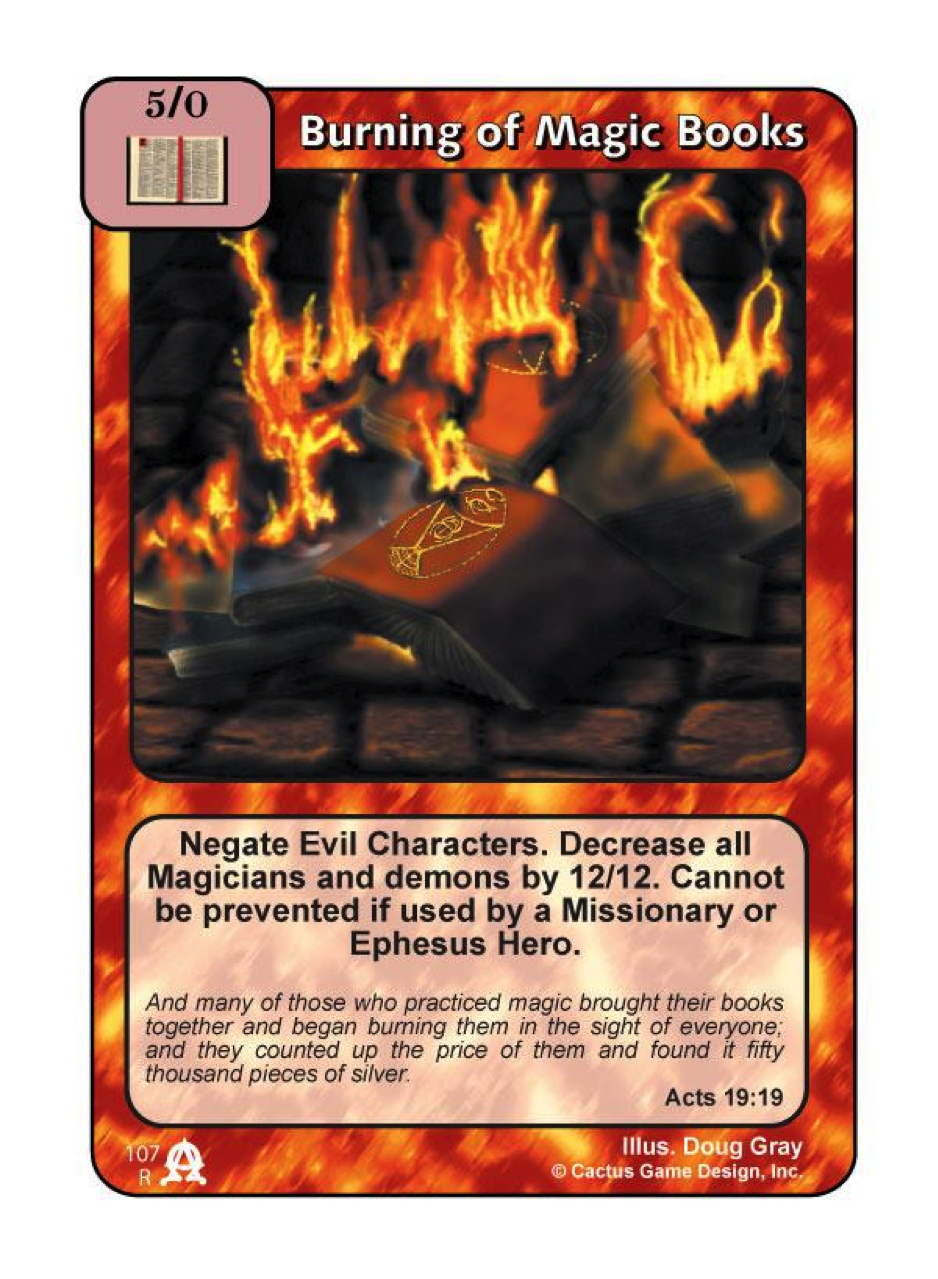 5/0
Burning of Magic Books
Negate Evil Characters. Decrease all
Magicians and demons by 12/12. Cannot
be prevented if used by a Missionary or
Ephesus Hero.
And many of those who practiced magic brought their books
together and began burning them in the sight of everyone;
and they counted up the price of them and found it fifty
thousand pieces of silver.
Acts 19:19
107
R
Illus. Doug Gray
© Cactus Game Design, Inc.